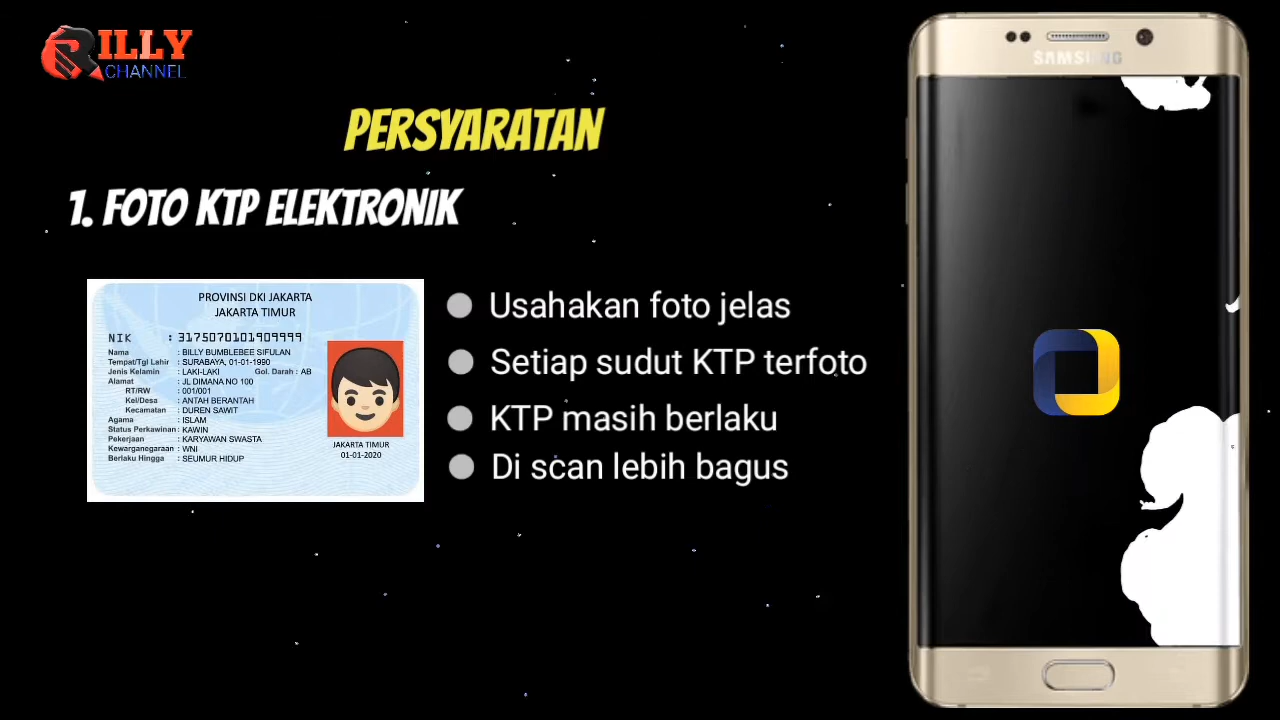 RILLY
CHANNEL
PERSYARATAN
1. FOTO KTP ELEKTRONIK
PROVINSI DKI JAKARTA
JAKARTA TIMUR
NIK : 3175070101909999
Nama : BILLY BUMBLEBEE SIFULAN
Tempat/Tgl Lahir : SURABAYA, 01-01-1990
Jenis Kelamin : LAKI-LAKI Gol. Darah : AB
Alamat : JL DIMANA NO 100
RT/RW : 001/001
Kel/Desa : ANTAH BERANTAH
Kecamatan : DUREN SAWIT
Agama : ISLAM
Status Perkawinan : KAWIN
Pekerjaan : KARYAWAN SWASTA
Kewarganegaraan : WNI
Berlaku Hingga : SEUMUR HIDUP
JAKARTA TIMUR
01-01-2020
Usahakan foto jelas
Setiap sudut KTP terfoto
KTP masih berlaku
Di scan lebih bagus
SAMSUNG